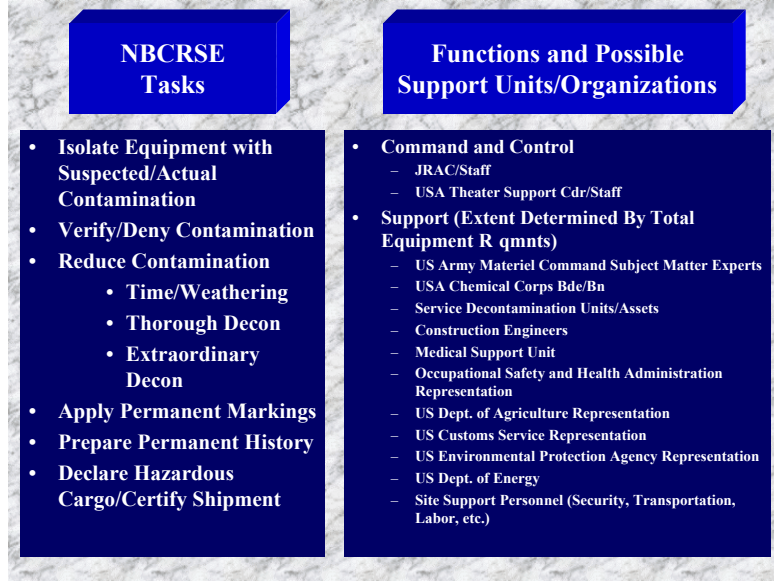 NBCRSE
Tasks
• Isolate Equipment with
Suspected/Actual
Contamination
• Verify/Deny Contamination
• Reduce Contamination
• Time/Weathering
• Thorough Decon
• Extraordinary
Decon
• Apply Permanent Markings
• Prepare Permanent History
• Declare Hazardous
Cargo/Certify Shipment
Functions and Possible
Support Units/Organizations
• Command and Control
– JRAC/Staff
– USA Theater Support Cdr/Staff
• Support (Extent Determined By Total
Equipment R qmnts)
– US Army Materiel Command Subject Matter Experts
– USA Chemical Corps Bde/Bn
– Service Decontamination Units/Assets
– Construction Engineers
– Medical Support Unit
– Occupational Safety and Health Administration
Representation
– US Dept. of Agriculture Representation
– US Customs Service Representation
– US Environmental Protection Agency Representation
– US Dept. of Energy
– Site Support Personnel (Security, Transportation,
Labor, etc.)